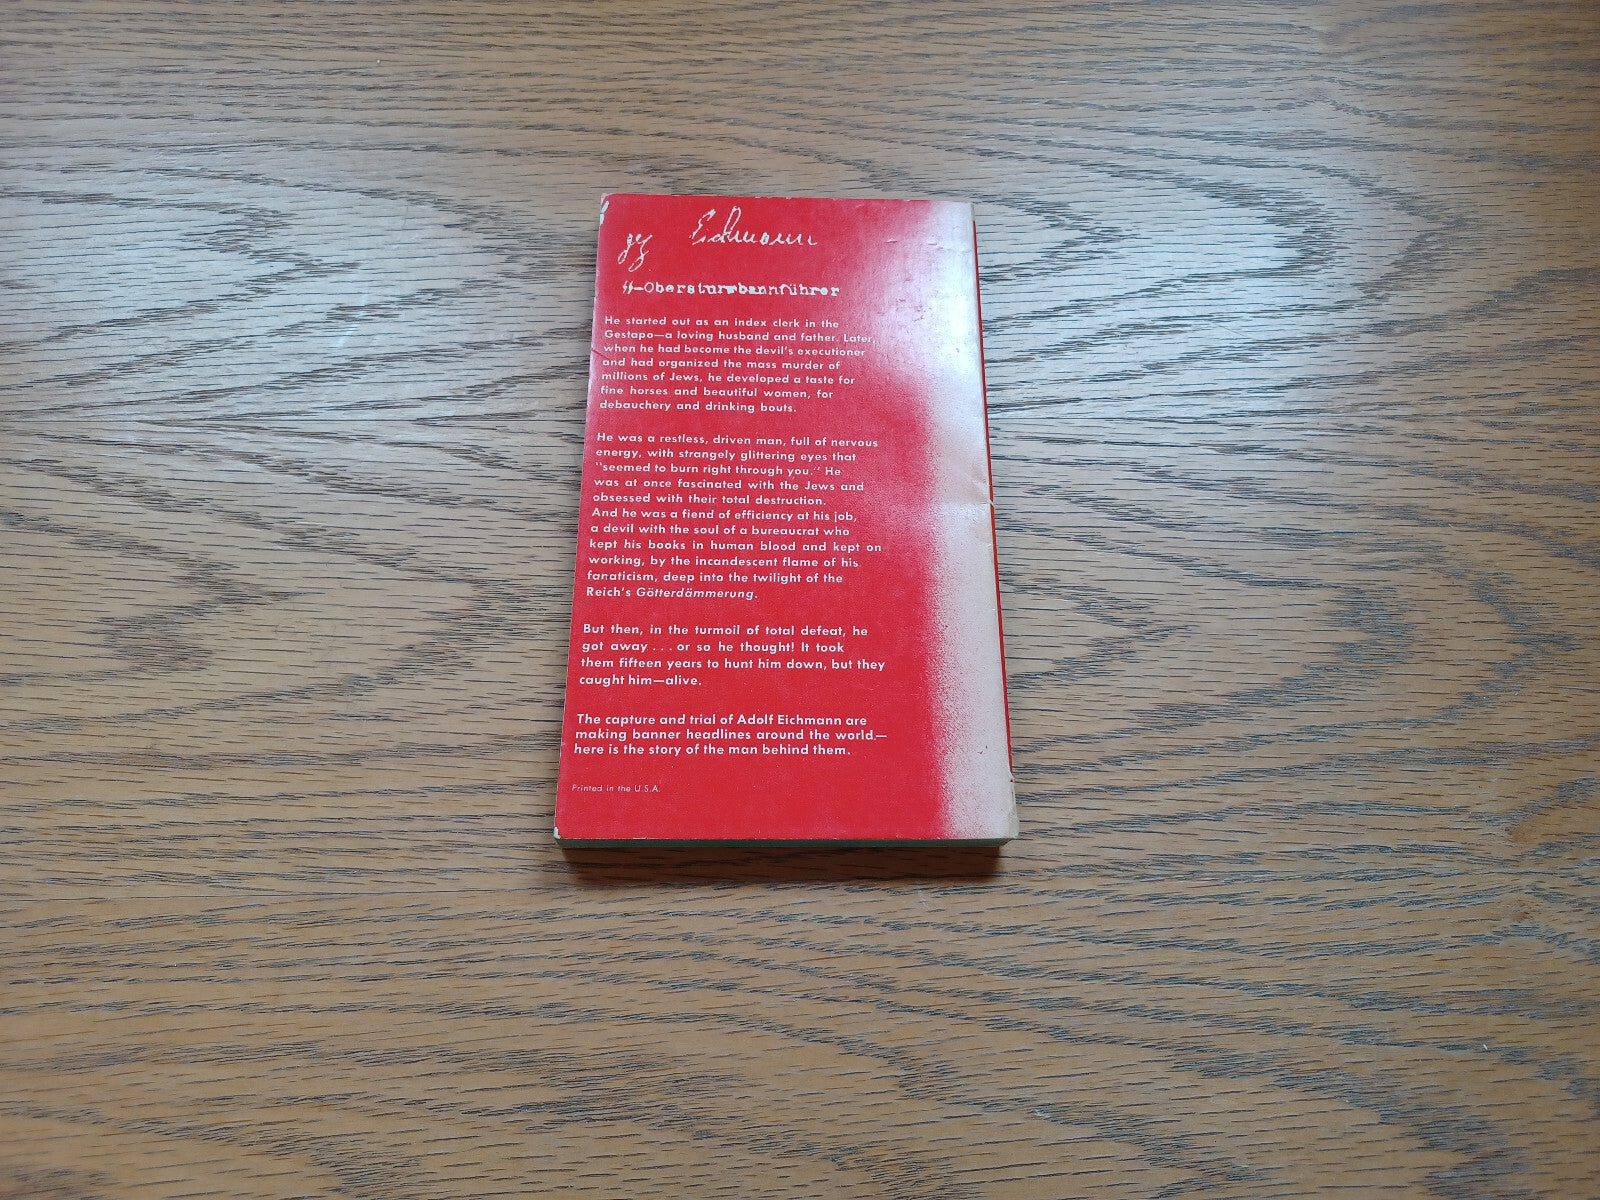 gz Eichmann
SS-Obersturmbannführer
He started out as an index clerk in the
Gestapo—a loving husband and father. Later,
when he had become the devil's executioner
and had organized the mass murder of
millions of Jews, he developed a taste for
fine horses and beautiful women, for
debauchery and drinking bouts.
He was a restless, driven man, full of nervous
energy, with strangely glittering eyes that
"seemed to burn right through you." He
was at once fascinated with the Jews and
obsessed with their total destruction.
And he was a fiend of efficiency at his job,
a devil with the soul of a bureaucrat who
kept his books in human blood and kept on
working, by the incandescent flame of his
fanaticism, deep into the twilight of the
Reich's Götterdämmerung.
But then, in the turmoil of total defeat, he
got away . . . or so he thought! It took
them fifteen years to hunt him down, but they
caught him—alive.
The capture and trial of Adolf Eichmann are
making banner headlines around the world—
here is the story of the man behind them.
Printed in the U.S.A.